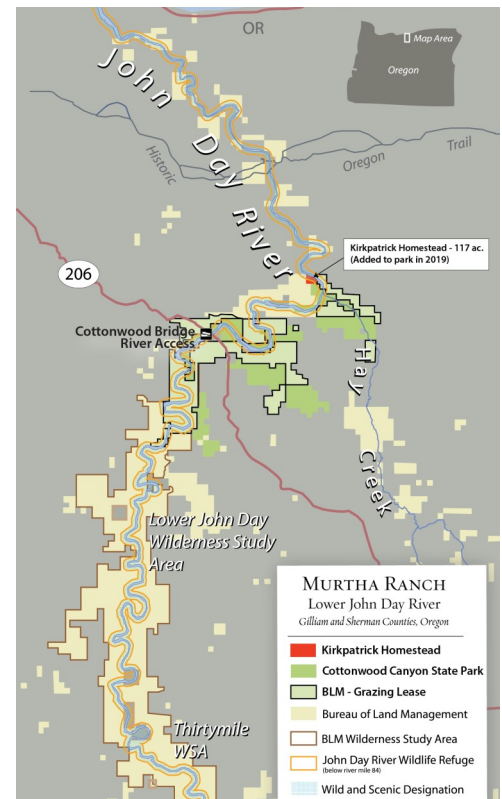 OR
Map Area
Oregon
John Day River
Historic Oregon Trail
Kirkpatrick Homestead - 117 ac.
(Added to park in 2019)
206
Cottonwood Bridge
River Access
Hay Creek
Lower John Day
Wilderness Study
Area
Thirtymile
WSA
MURTHA RANCH
Lower John Day River
Gilliam and Sherman Counties, Oregon
Kirkpatrick Homestead
Cottonwood Canyon State Park
BLM - Grazing Lease
Bureau of Land Management
BLM Wilderness Study Area
John Day River Wildlife Refuge
(below river mile 84)
Wild and Scenic Designation